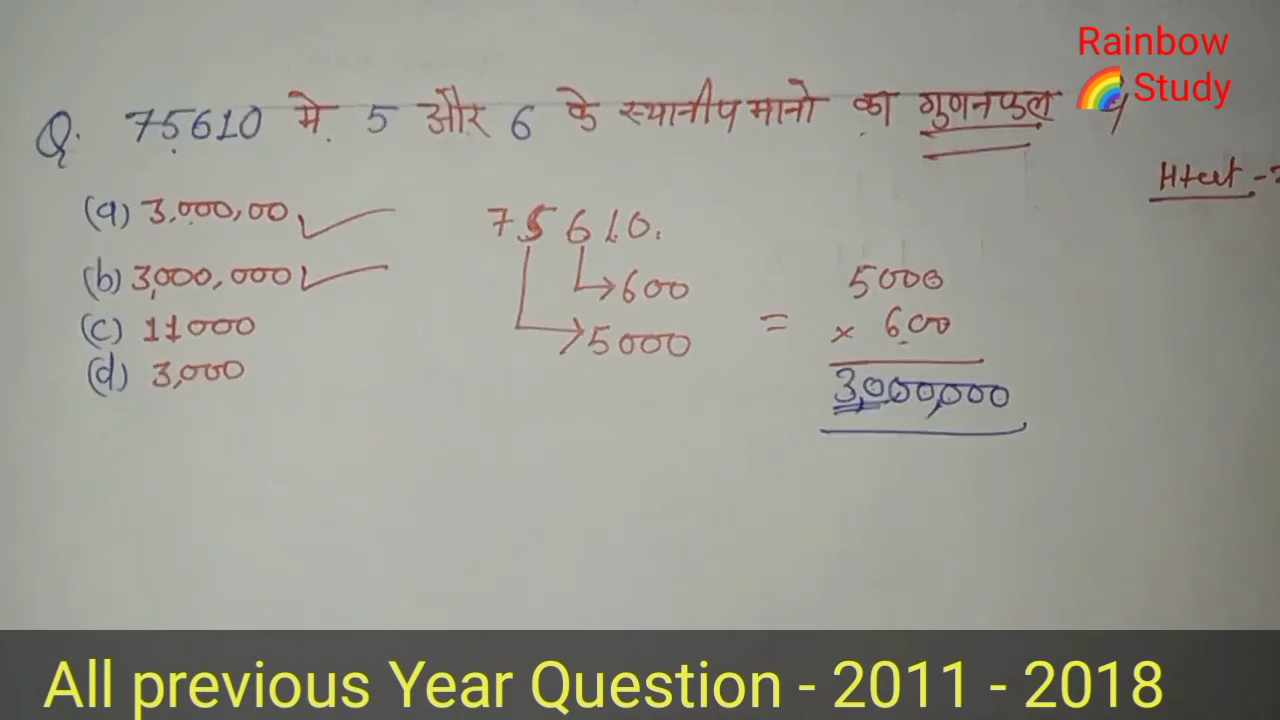 Rainbow
🌈 Study
Q. 75610 मे 5 और 6 के स्थानीप मानो का गुणनफल
Htet -
(a) 3,000,00
(b) 3,000,000
(c) 11000
(d) 3,000
75610.
600
5000
= 5000
× 600
3,000,000
All previous Year Question - 2011 - 2018